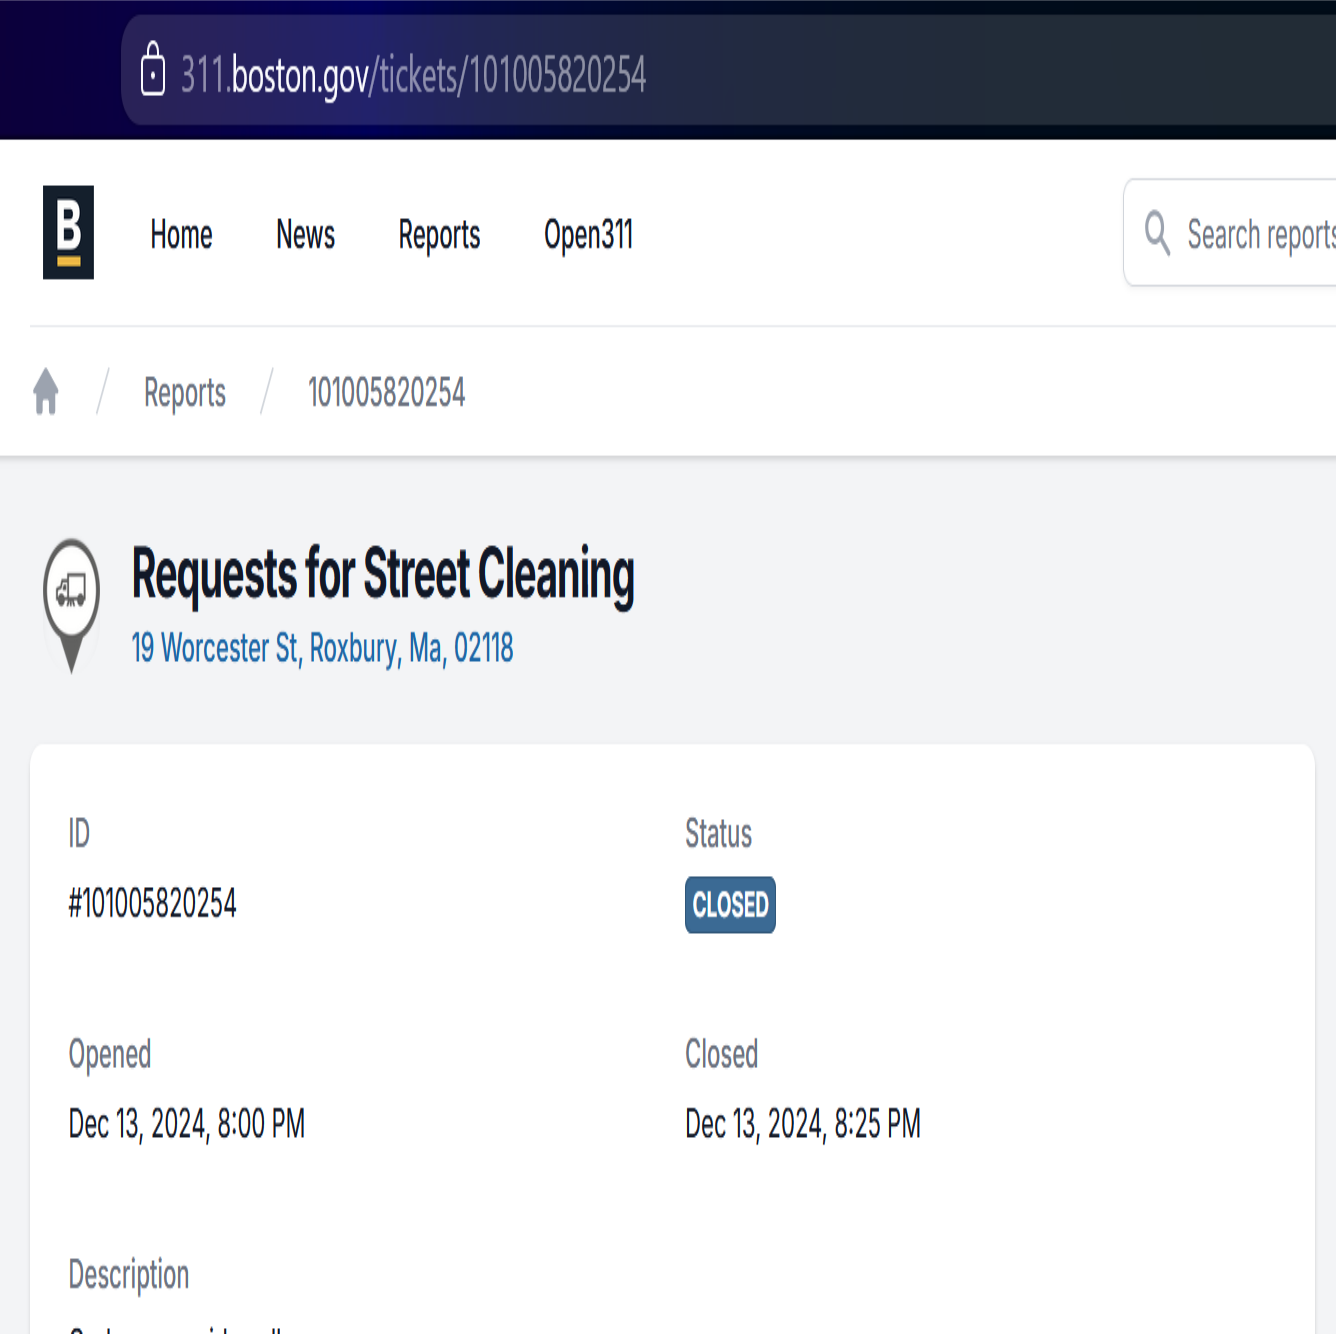 311.boston.gov/tickets/101005820254
B Home News Reports Open311 Search reports
Reports / 101005820254
Requests for Street Cleaning
19 Worcester St, Roxbury, Ma, 02118
ID Status
#101005820254 CLOSED
Opened Closed
Dec 13, 2024, 8:00 PM Dec 13, 2024, 8:25 PM
Description